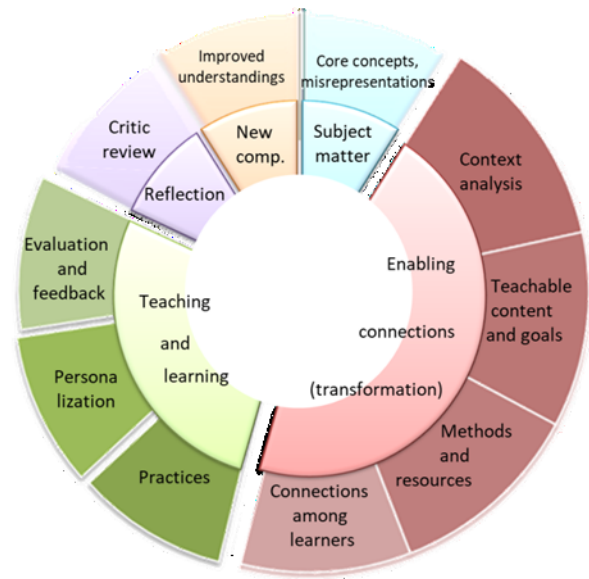 Improved
understandings
Core concepts,
misrepresentations
New
comp.
Subject
matter
Critic
review
Reflection
Context
analysis
Enabling
connections
(transformation)
Teachable
content
and goals
Methods
and
resources
Connections
among
learners
Teaching
and
learning
Evaluation
and
feedback
Persona
lization
Practices